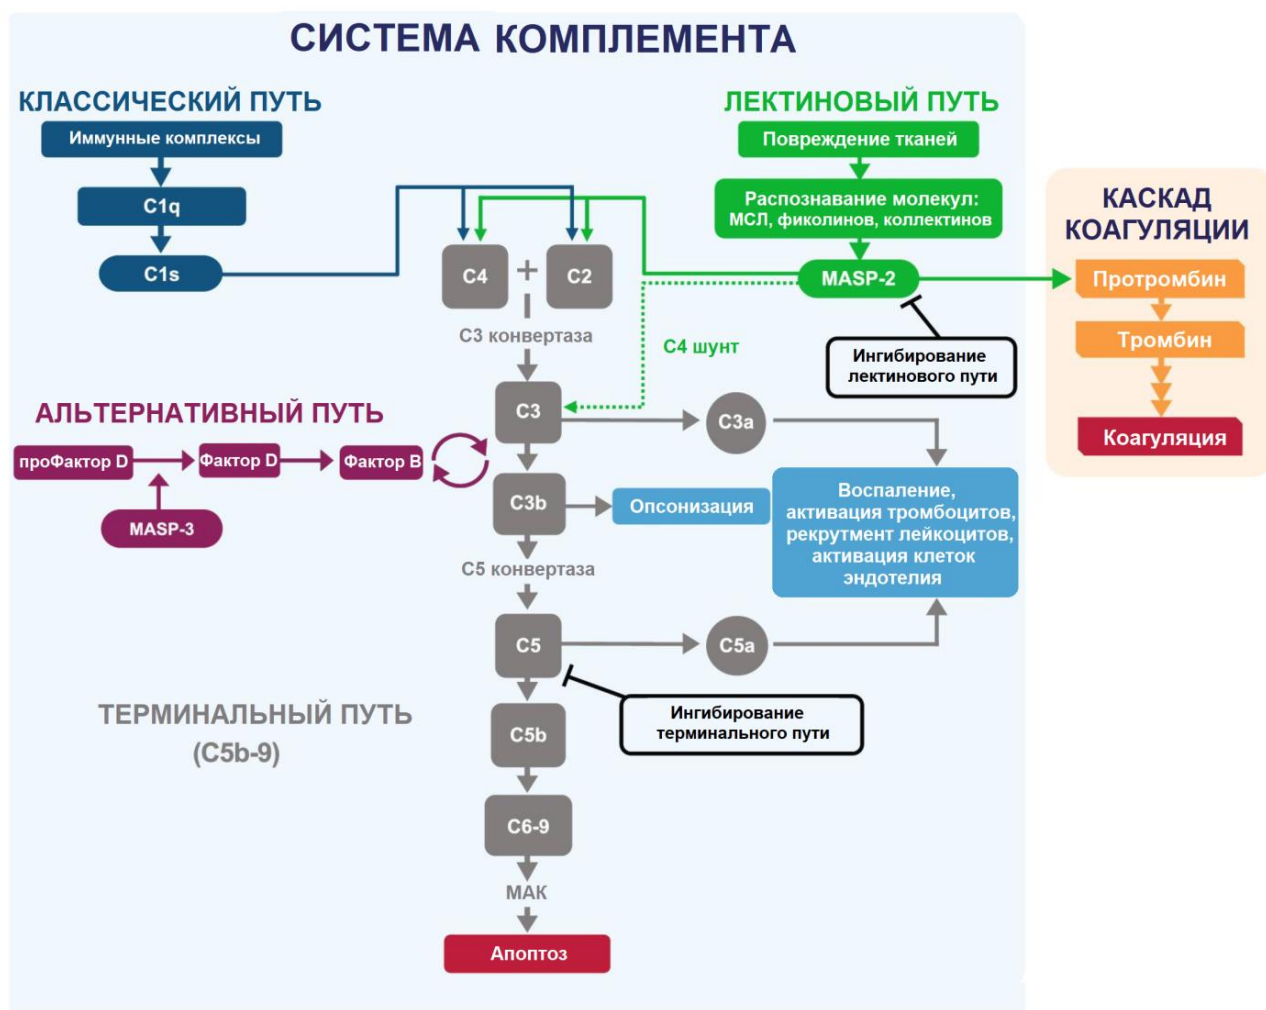 СИСТЕМА КОМПЛЕМЕНТА
КЛАССИЧЕСКИЙ ПУТЬ
Иммунные комплексы
C1q
C1s
ЛЕКТИНОВЫЙ ПУТЬ
Повреждение тканей
Распознавание молекул:
МСЛ, фиколинов, коллектинов
MASP-2
Ингибирование
лектинового пути
КАСКАД
КОАГУЛЯЦИИ
Протромбин
Тромбин
Коагуляция
C4
+
C2
C3 конвертаза
C4 шунт
C3
C3a
АЛЬТЕРНАТИВНЫЙ ПУТЬ
проФактор D
Фактор D
Фактор B
MASP-3
C3b
Опсонизация
Воспаление,
активация тромбоцитов,
рекрутмент лейкоцитов,
активация клеток
эндотелия
C5 конвертаза
C5
C5a
Ингибирование
терминального пути
ТЕРМИНАЛЬНЫЙ ПУТЬ
(C5b-9)
C5b
C6-9
МАК
Апоптоз